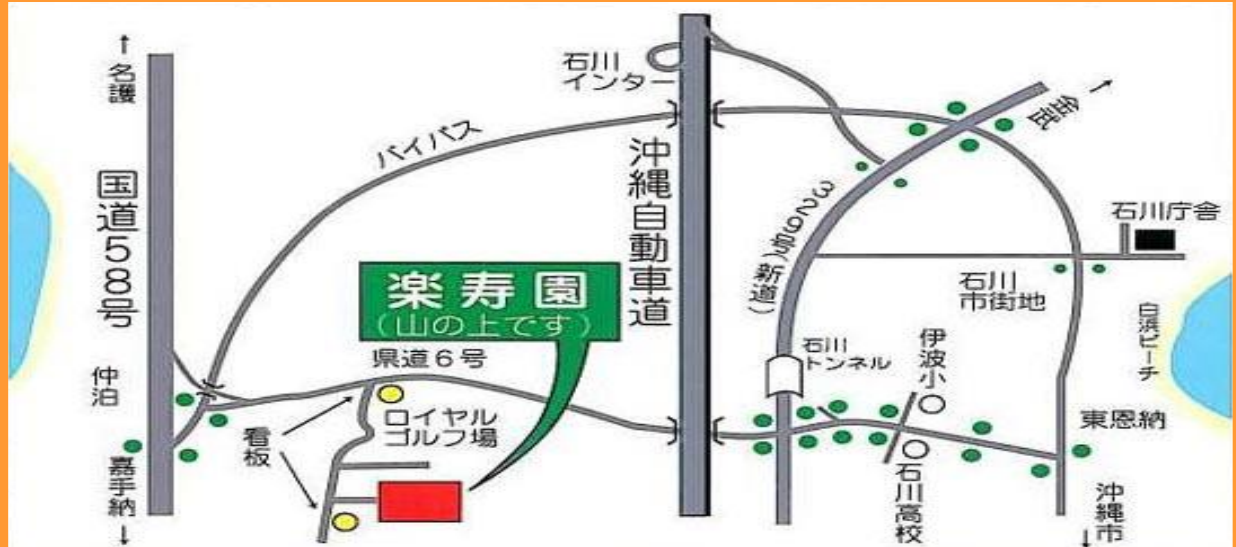 ↑
名護
国道58号
仲泊
嘉手納
↓
バイパス
石川
インター
沖縄自動車道
金武
329号(新道)
石川庁舎
石川
市街地
白浜ビーチ
楽寿園
(山の上です)
県道6号
ロイヤル
ゴルフ場
看板
石川
トンネル
伊波小
石川高校
東恩納
沖縄市
↓